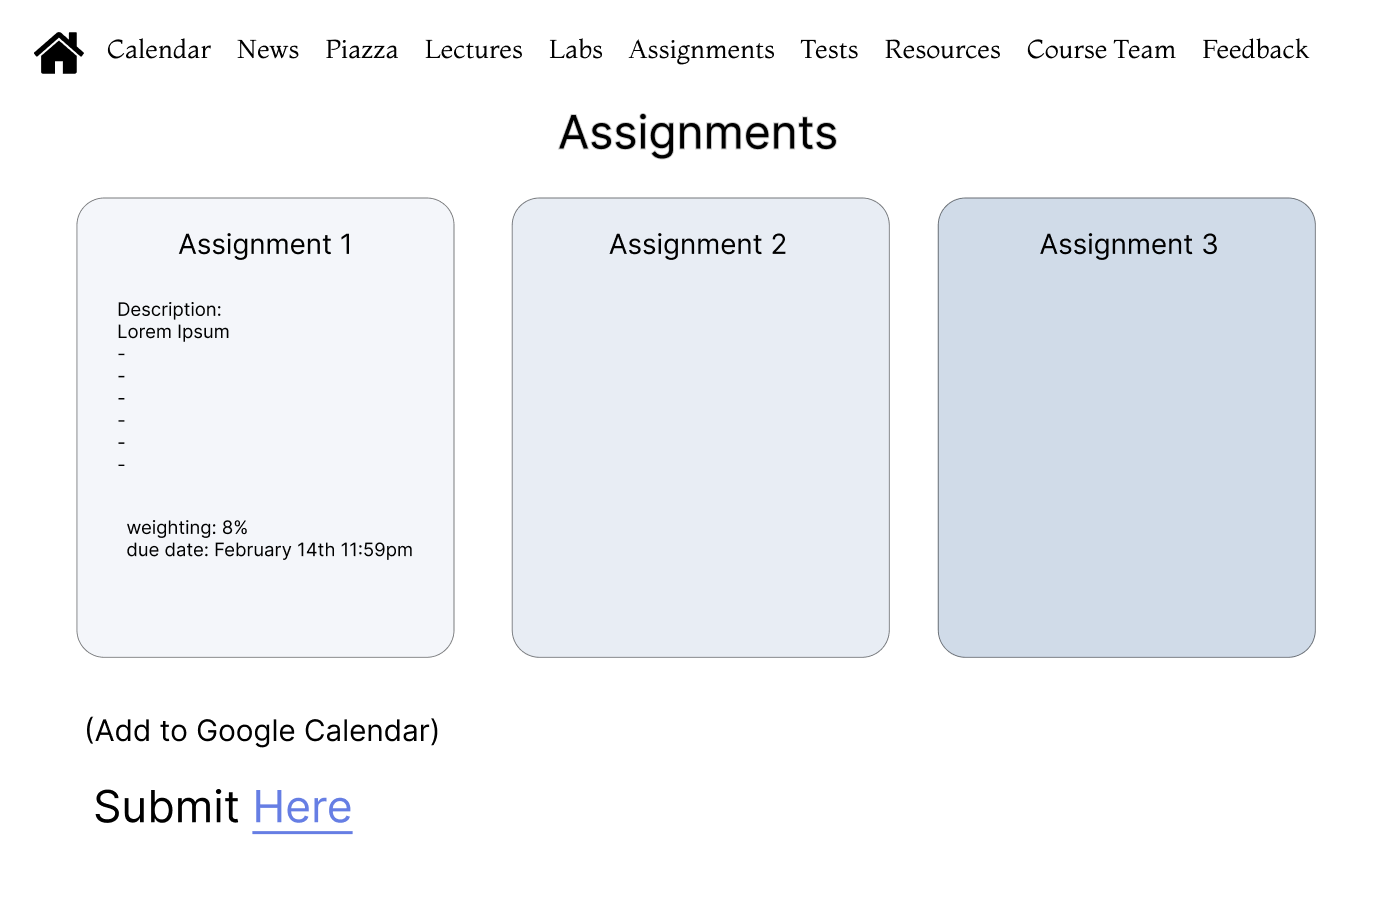 Calendar News Piazza Lectures Labs Assignments Tests Resources Course Team Feedback
Assignments
Assignment 1
Description:
Lorem Ipsum
-
-
-
-
-
-
weighting: 8%
due date: February 14th 11:59pm
Assignment 2
Assignment 3
(Add to Google Calendar)
Submit Here